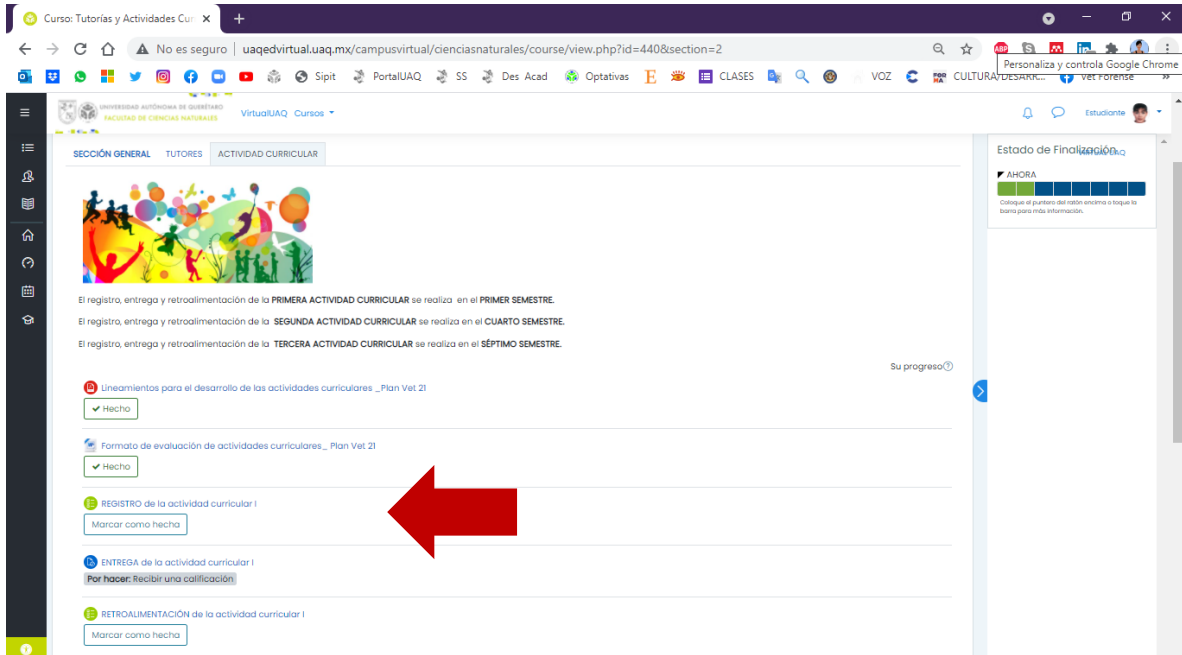 Curso: Tutorías y Actividades Cur
No es seguro | uaqedvirtual.uaq.mx/campusvirtual/cienciasnaturales/course/view.php?id=440&section=2
Personaliza y controla Google Chrome
Sipit PortalUAQ SS Des Acad Optativas CLASES VOZ CULTURA/DESARR... Vet Forense »
UNIVERSIDAD AUTÓNOMA DE QUERÉTARO
FACULTAD DE CIENCIAS NATURALES
VirtualUAQ Cursos
Estudiante
SECCIÓN GENERAL TUTORES ACTIVIDAD CURRICULAR
El registro, entrega y retroalimentación de la PRIMERA ACTIVIDAD CURRICULAR se realiza en el PRIMER SEMESTRE.
El registro, entrega y retroalimentación de la SEGUNDA ACTIVIDAD CURRICULAR se realiza en el CUARTO SEMESTRE.
El registro, entrega y retroalimentación de la TERCERA ACTIVIDAD CURRICULAR se realiza en el SÉPTIMO SEMESTRE.
Su progreso
Lineamientos para el desarrollo de las actividades curriculares _Plan Vet 21
Hecho
Formato de evaluación de actividades curriculares_ Plan Vet 21
Hecho
REGISTRO de la actividad curricular I
Marcar como hecha
ENTREGA de la actividad curricular I
Por hacer: Recibir una calificación
RETROALIMENTACIÓN de la actividad curricular I
Marcar como hecha
Estado de Finalización
AHORA
Coloque el puntero del ratón encima o toque la
barra para más información.